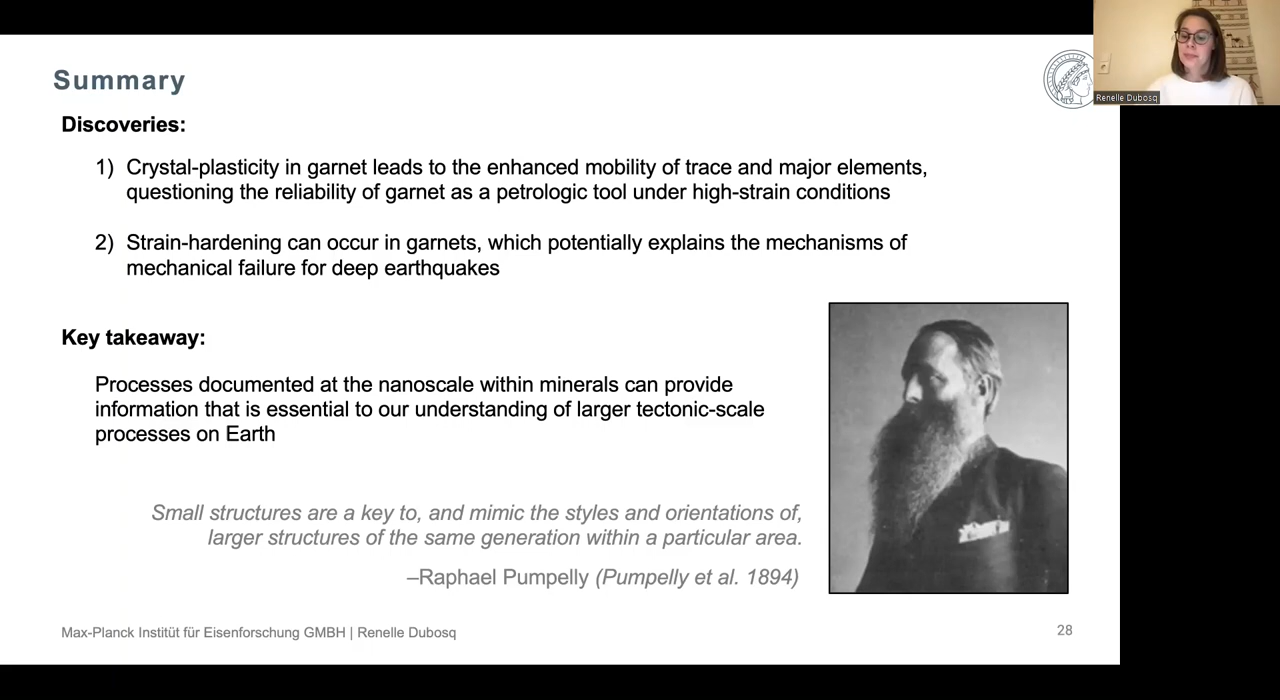 Summary
Renelle Dubosq
Discoveries:
1) Crystal-plasticity in garnet leads to the enhanced mobility of trace and major elements,
questioning the reliability of garnet as a petrologic tool under high-strain conditions
2) Strain-hardening can occur in garnets, which potentially explains the mechanisms of
mechanical failure for deep earthquakes
Key takeaway:
Processes documented at the nanoscale within minerals can provide
information that is essential to our understanding of larger tectonic-scale
processes on Earth
Small structures are a key to, and mimic the styles and orientations of,
larger structures of the same generation within a particular area.
–Raphael Pumpelly (Pumpelly et al. 1894)
Max-Planck Institüt für Eisenforschung GMBH | Renelle Dubosq
28